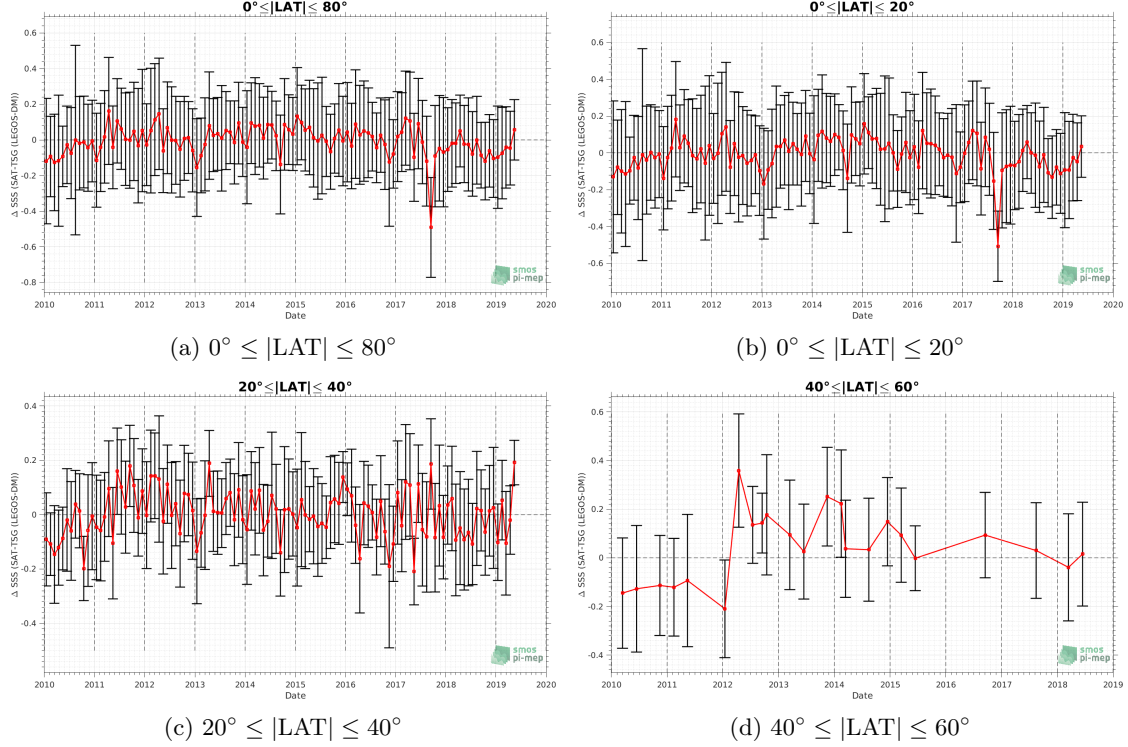 0°≤|LAT|≤ 80°
Δ SSS (SAT-TSG (LEGOS-DMI))
0.6
0.4
0.2
0
-0.2
-0.4
-0.6
-0.8
smos
pi-mep
2010 2011 2012 2013 2014 2015 2016 2017 2018 2019 2020
Date
(a) 0° ≤ |LAT| ≤ 80°
0°≤|LAT|≤ 20°
Δ SSS (SAT-TSG (LEGOS-DMI))
0.6
0.4
0.2
0
-0.2
-0.4
-0.6
smos
pi-mep
2010 2011 2012 2013 2014 2015 2016 2017 2018 2019 2020
Date
(b) 0° ≤ |LAT| ≤ 20°
20°≤|LAT|≤ 40°
Δ SSS (SAT-TSG (LEGOS-DMI))
0.4
0.2
0
-0.2
-0.4
smos
pi-mep
2010 2011 2012 2013 2014 2015 2016 2017 2018 2019 2020
Date
(c) 20° ≤ |LAT| ≤ 40°
40°≤|LAT|≤ 60°
Δ SSS (SAT-TSG (LEGOS-DMI))
0.6
0.4
0.2
0
-0.2
-0.4
smos
pi-mep
2010 2011 2012 2013 2014 2015 2016 2017 2018 2019
Date
(d) 40° ≤ |LAT| ≤ 60°